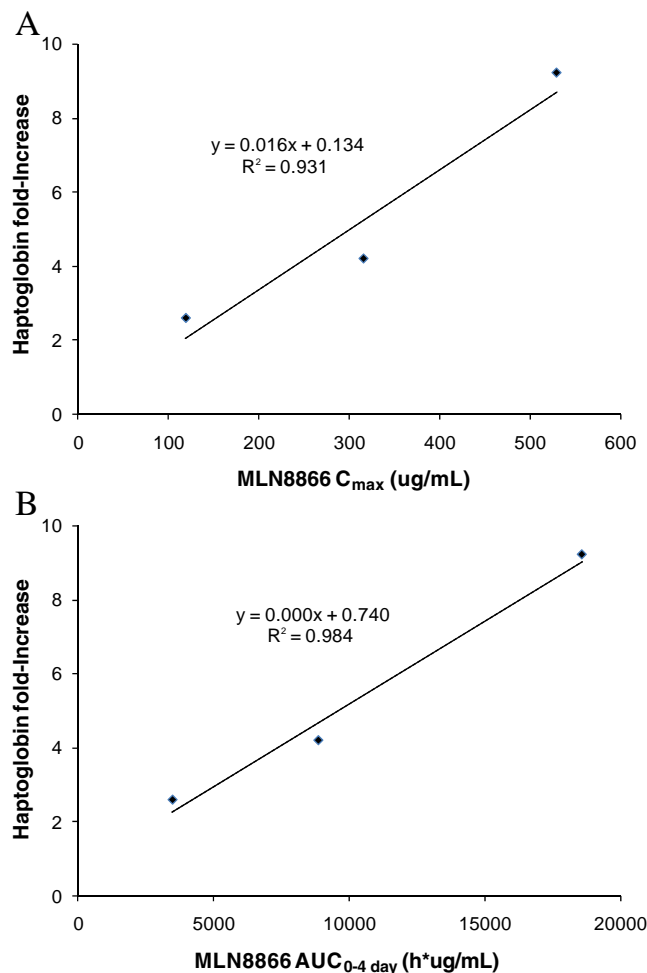 A
10
8
6
4
2
0
Haptoglobin fold-Increase
y = 0.016x + 0.134
R² = 0.931
0 100 200 300 400 500 600
MLN8866 Cmax (ug/mL)
B
10
8
6
4
2
0
Haptoglobin fold-Increase
y = 0.000x + 0.740
R² = 0.984
0 5000 10000 15000 20000
MLN8866 AUC0-4 day (h*ug/mL)